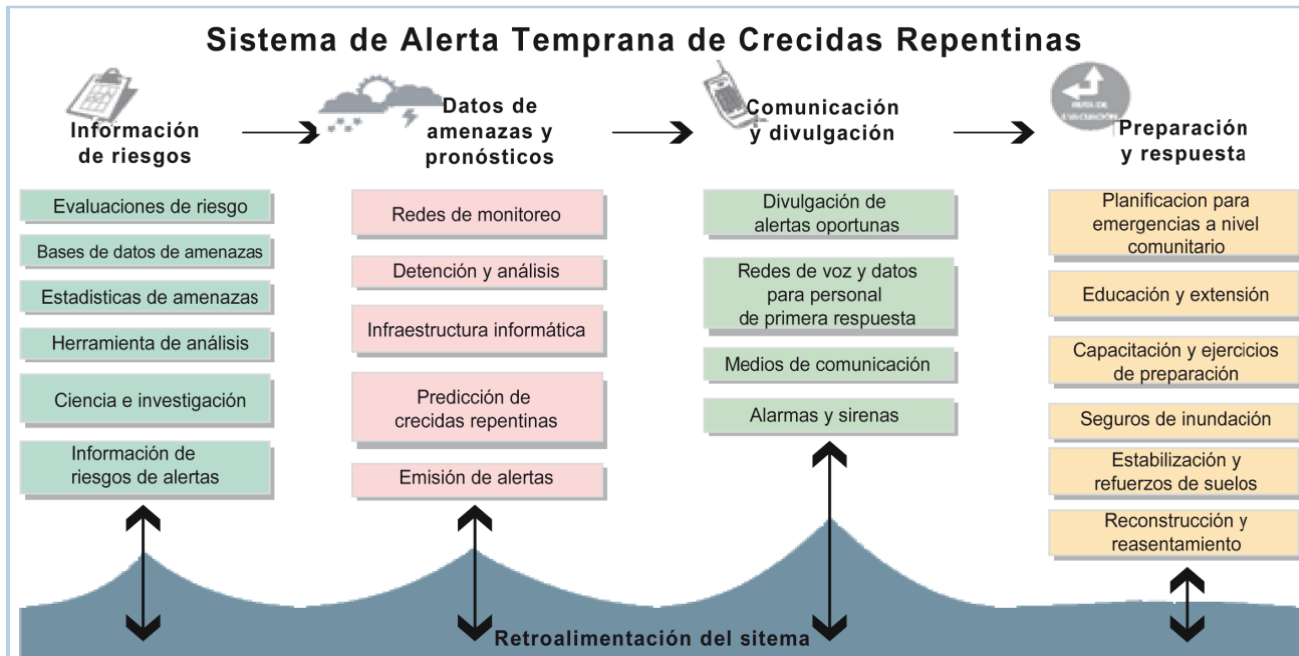 Sistema de Alerta Temprana de Crecidas Repentinas
Información
de riesgos
Datos de
amenazas y
pronósticos
Comunicación
y divulgación
RUTA DE
EVACUACIÓN
Preparación
y respuesta
Evaluaciones de riesgo
Bases de datos de amenazas
Estadisticas de amenazas
Herramienta de análisis
Ciencia e investigación
Información de
riesgos de alertas
Redes de monitoreo
Detención y análisis
Infraestructura informática
Predicción de
crecidas repentinas
Emisión de alertas
Divulgación de
alertas oportunas
Redes de voz y datos
para personal
de primera respuesta
Medios de comunicación
Alarmas y sirenas
Planificacion para
emergencias a nivel
comunitario
Educación y extensión
Capacitación y ejercicios
de preparación
Seguros de inundación
Estabilización y
refuerzos de suelos
Reconstrucción y
reasentamiento
Retroalimentación del sitema